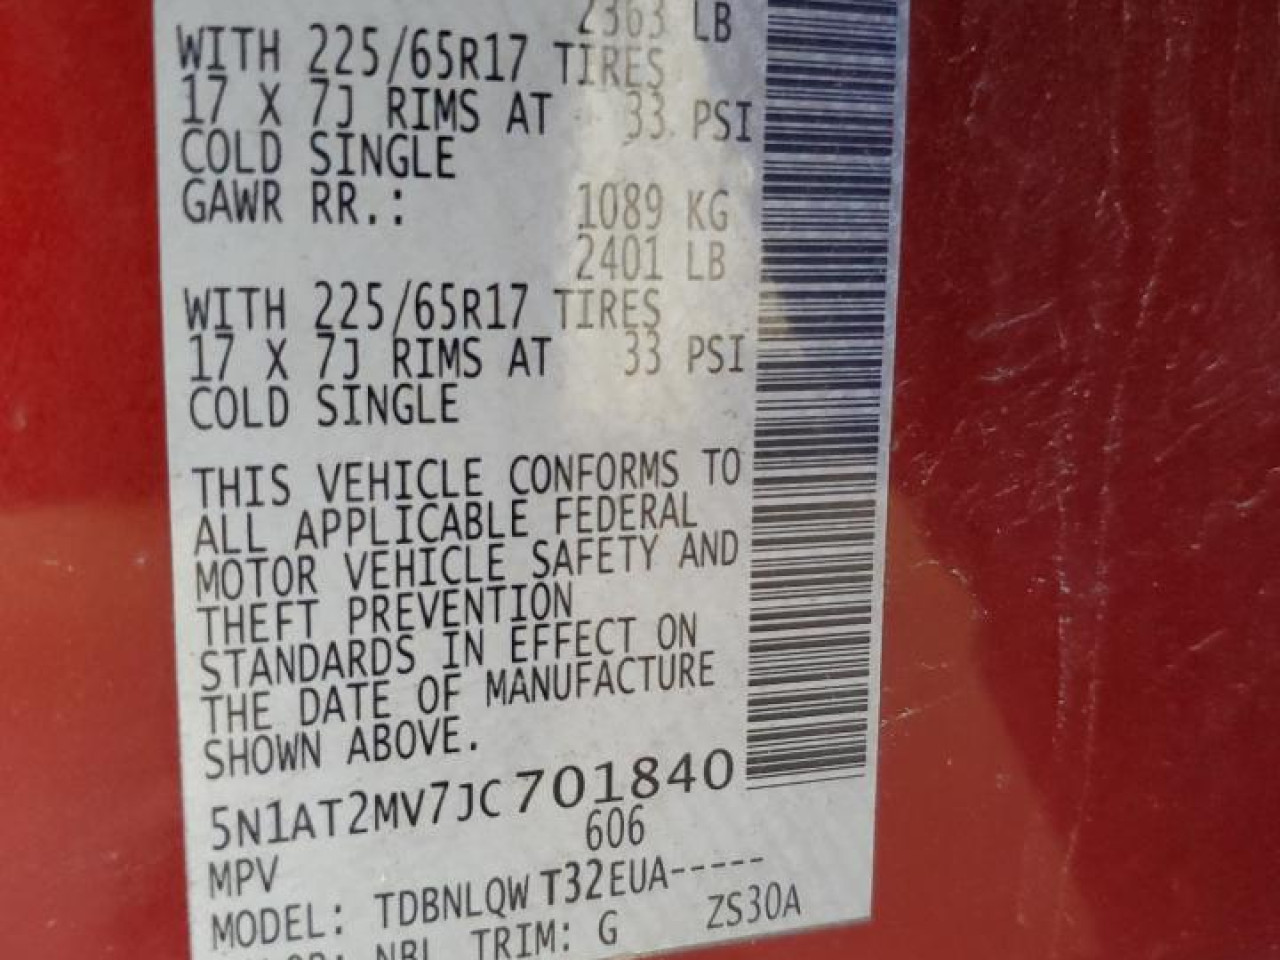 2363 LB
WITH 225/65R17 TIRES
17 X 7J RIMS AT 33 PSI
COLD SINGLE
GAWR RR.: 1089 KG
2401 LB
WITH 225/65R17 TIRES
17 X 7J RIMS AT 33 PSI
COLD SINGLE
THIS VEHICLE CONFORMS TO
ALL APPLICABLE FEDERAL
MOTOR VEHICLE SAFETY AND
THEFT PREVENTION
STANDARDS IN EFFECT ON
THE DATE OF MANUFACTURE
SHOWN ABOVE.
5N1AT2MV7JC701840
606
MPV
MODEL: TDBNLQW T32EUA-----
NBL TRIM: G ZS30A